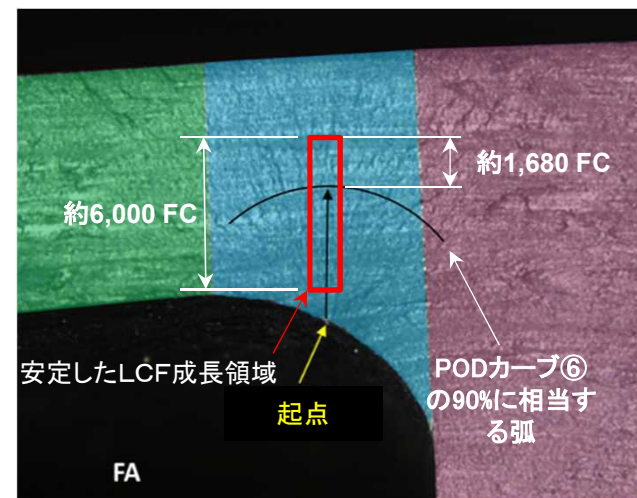 約1,680 FC
約6,000 FC
安定したLCF成長領域
起点
PODカーブ⑥
の90%に相当す
る弧
FA